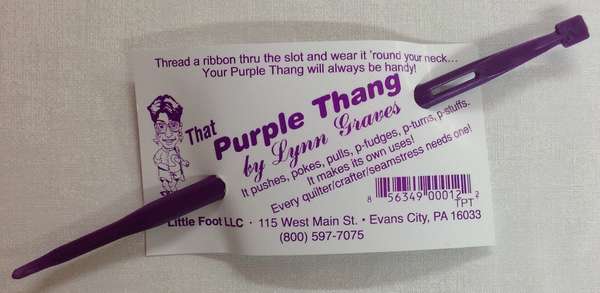 Thread a ribbon thru the slot and wear it 'round your neck...
Your Purple Thang will always be handy!
That Purple Thang
by Lynn Graves
It pushes, pokes, pulls, p-fudges, p-turns, p-stuffs.
It makes its own uses!
Every quilter/crafter/seamstress needs one!
8 56349 00012 2
TPT
Little Foot LLC • 115 West Main St. • Evans City, PA 16033
(800) 597-7075